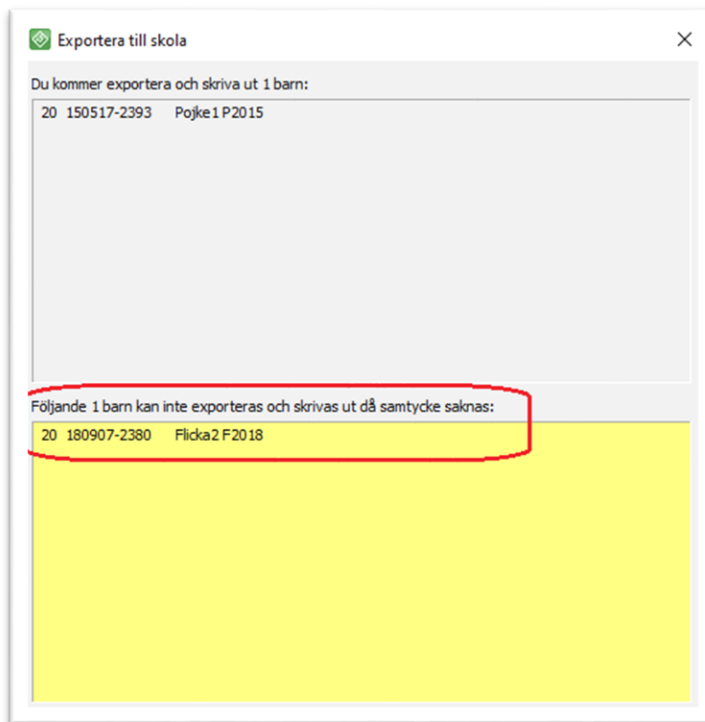 Exportera till skola
Du kommer exportera och skriva ut 1 barn:
20 150517-2393 Pojke1 P2015
Följande 1 barn kan inte exporteras och skrivas ut då samtycke saknas:
20 180907-2380 Flicka2 F2018